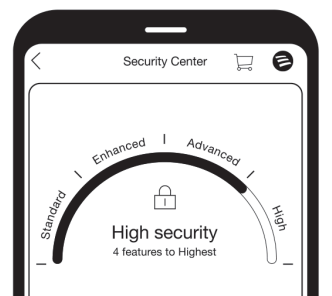 Security Center
Standard
Enhanced
Advanced
High
High security
4 features to Highest